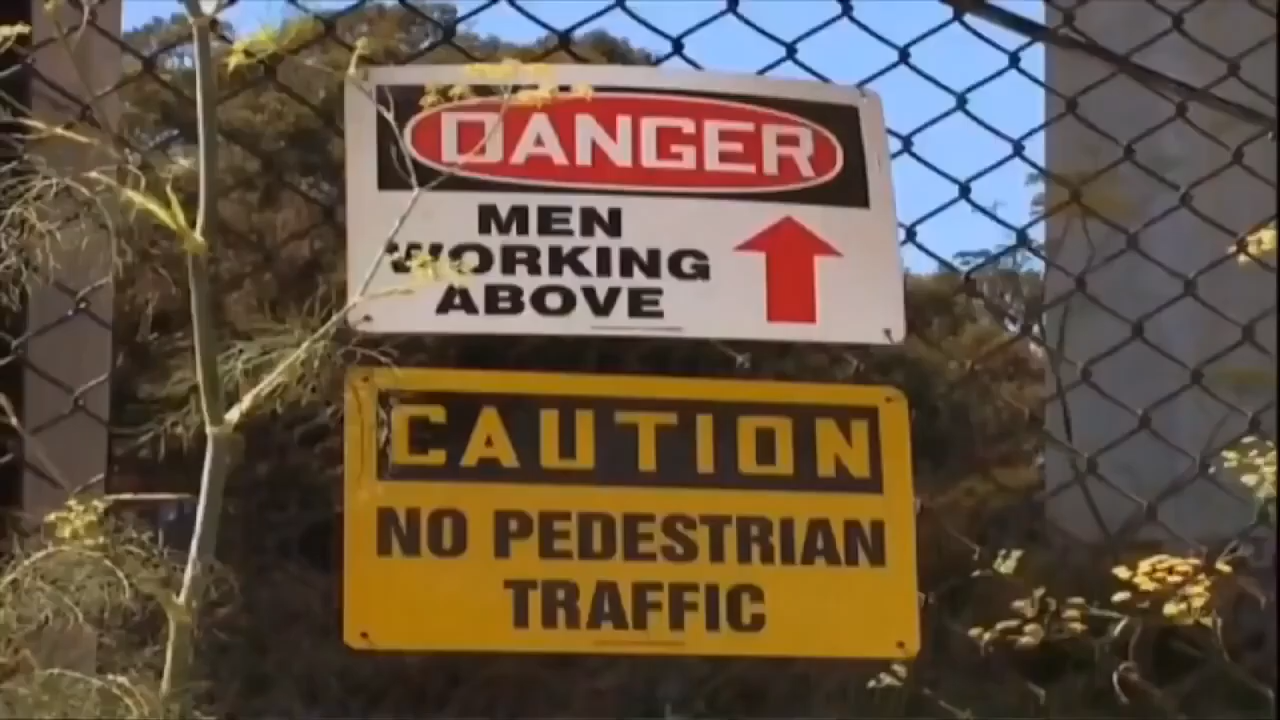 DANGER
MEN
WORKING
ABOVE
CAUTION
NO PEDESTRIAN
TRAFFIC